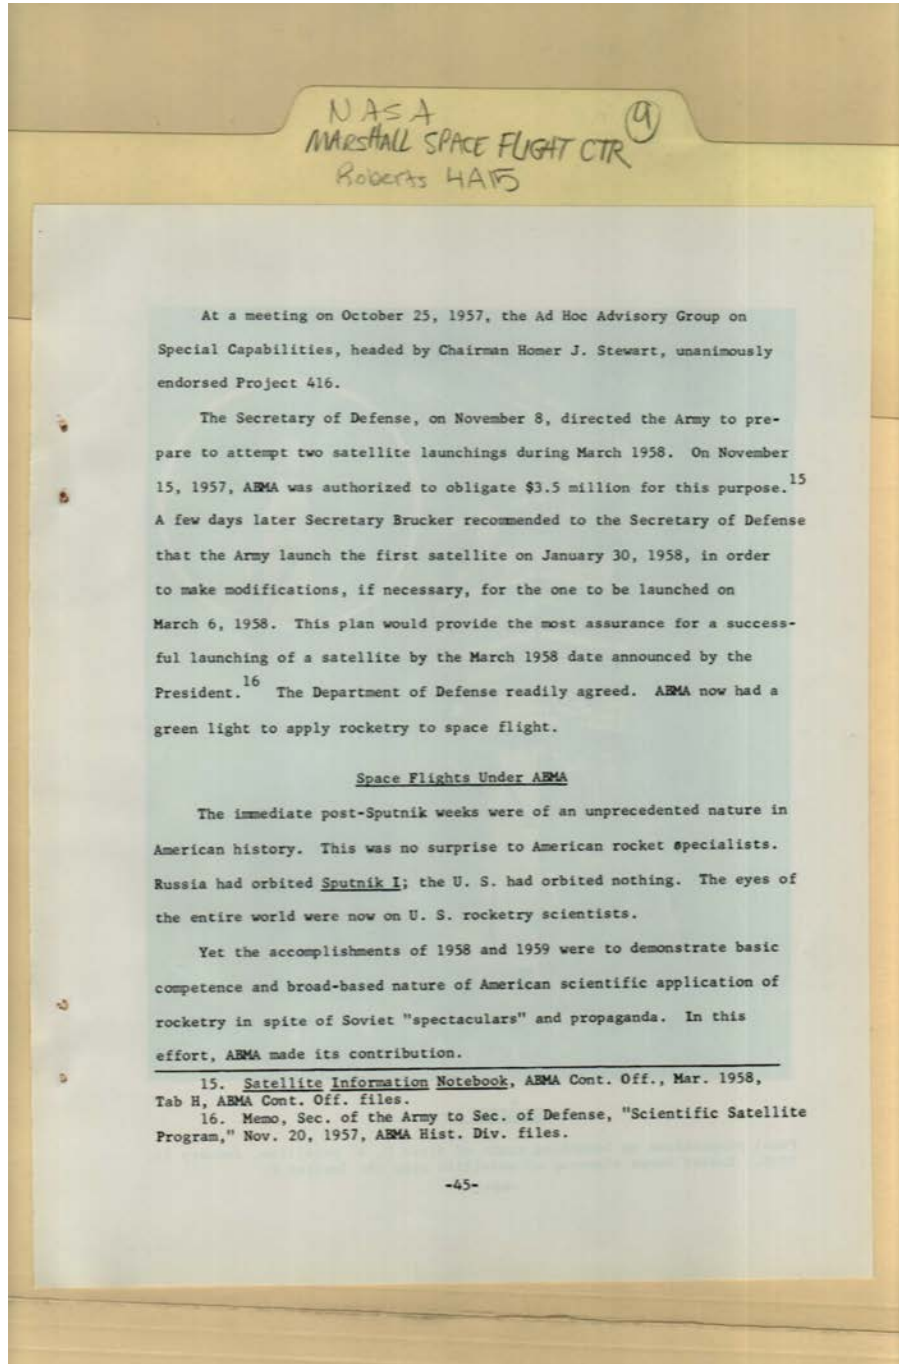 NASA
9
MARSHALL SPACE FLIGHT CTR
Roberts 4A15
At a meeting on October 25, 1957, the Ad Hoc Advisory Group on
Special Capabilities, headed by Chairman Homer J. Stewart, unanimously
endorsed Project 416.
The Secretary of Defense, on November 8, directed the Army to pre-
pare to attempt two satellite launchings during March 1958. On November
15, 1957, ABMA was authorized to obligate $3.5 million for this purpose.15
A few days later Secretary Brucker recommended to the Secretary of Defense
that the Army launch the first satellite on January 30, 1958, in order
to make modifications, if necessary, for the one to be launched on
March 6, 1958. This plan would provide the most assurance for a success-
ful launching of a satellite by the March 1958 date announced by the
President.16 The Department of Defense readily agreed. ABMA now had a
green light to apply rocketry to space flight.
Space Flights Under ABMA
The immediate post-Sputnik weeks were of an unprecedented nature in
American history. This was no surprise to American rocket specialists.
Russia had orbited Sputnik I; the U. S. had orbited nothing. The eyes of
the entire world were now on U. S. rocketry scientists.
Yet the accomplishments of 1958 and 1959 were to demonstrate basic
competence and broad-based nature of American scientific application of
rocketry in spite of Soviet "spectaculars" and propaganda. In this
effort, ABMA made its contribution.
15. Satellite Information Notebook, ABMA Cont. Off., Mar. 1958,
Tab H, ABMA Cont. Off. files.
16. Memo, Sec. of the Army to Sec. of Defense, "Scientific Satellite
Program," Nov. 20, 1957, ABMA Hist. Div. files.
-45-